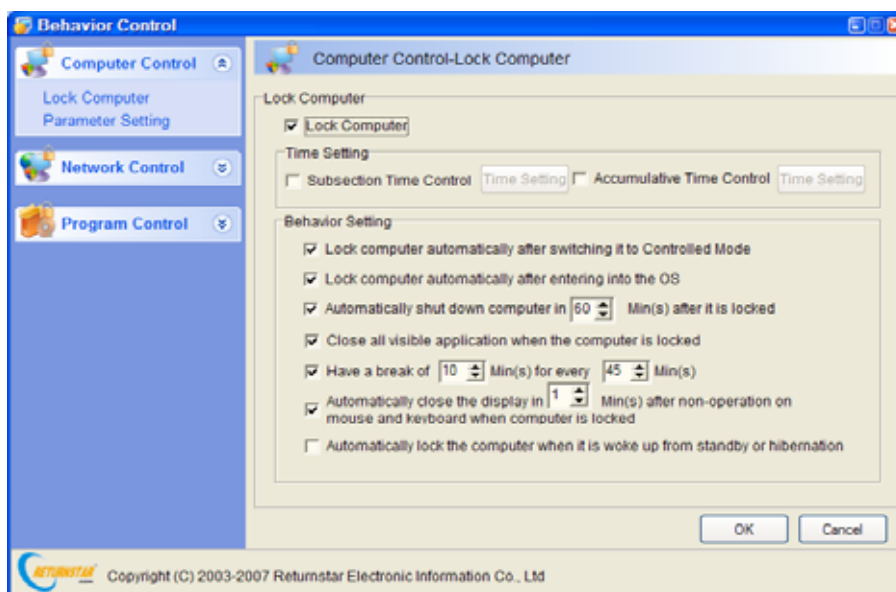 Behavior Control
Computer Control
Lock Computer
Parameter Setting
Network Control
Program Control
Computer Control-Lock Computer
Lock Computer
Lock Computer
Time Setting
Subsection Time Control Time Setting Accumulative Time Control Time Setting
Behavior Setting
Lock computer automatically after switching it to Controlled Mode
Lock computer automatically after entering into the OS
Automatically shut down computer in 60 Min(s) after it is locked
Close all visible application when the computer is locked
Have a break of 10 Min(s) for every 45 Min(s)
Automatically close the display in 1 Min(s) after non-operation on
mouse and keyboard when computer is locked
Automatically lock the computer when it is woke up from standby or hibernation
OK Cancel
RETURNSTAR Copyright (C) 2003-2007 Returnstar Electronic Information Co., Ltd